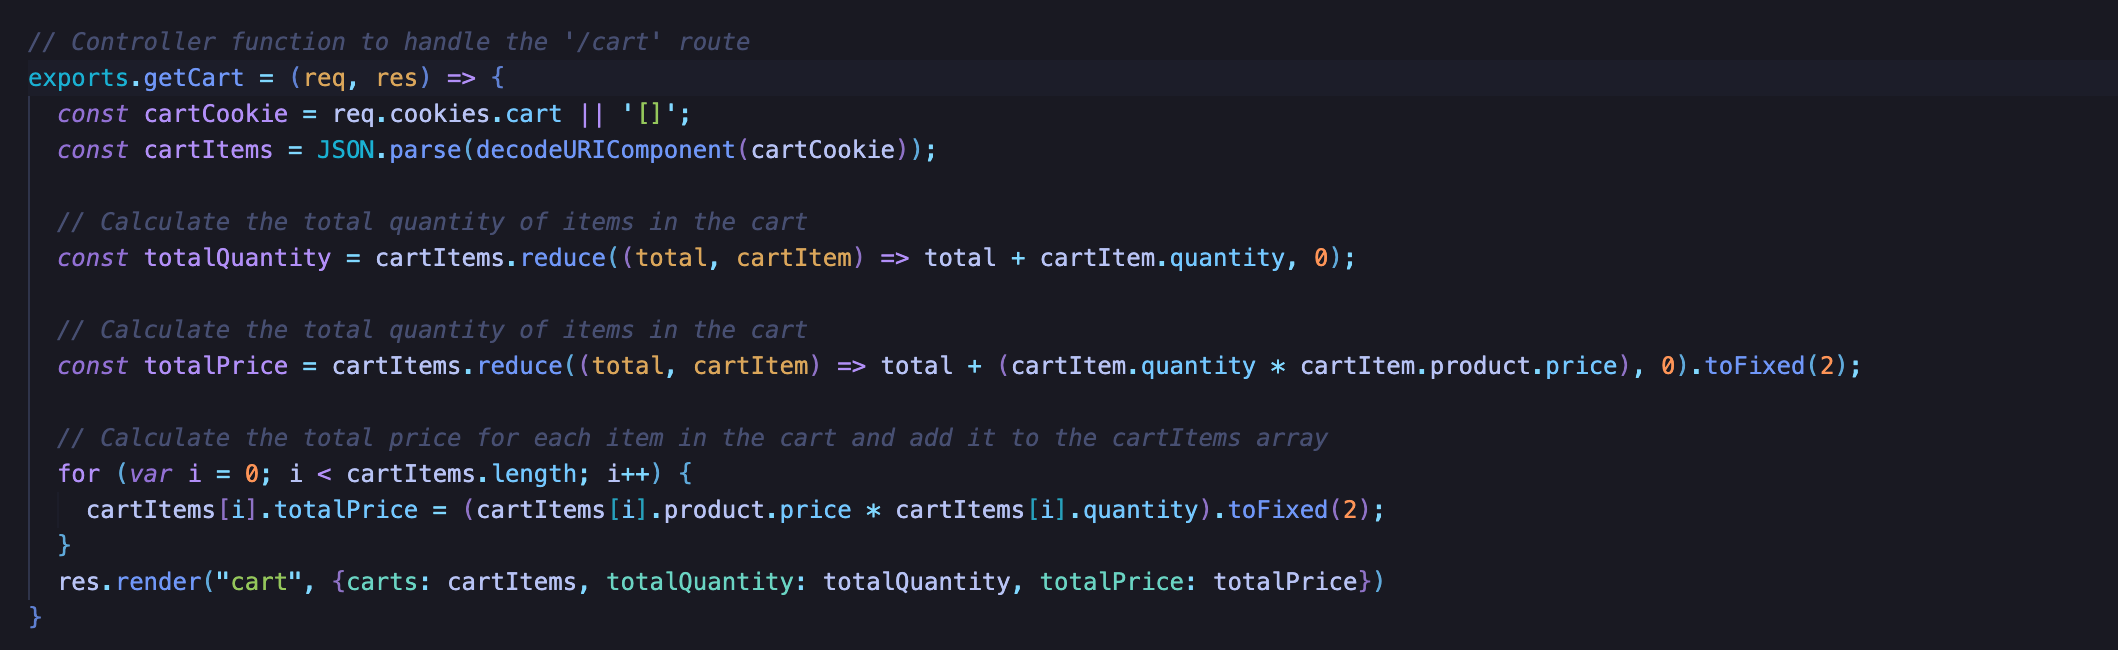 // Controller function to handle the '/cart' route
exports.getCart = (req, res) => {
  const cartCookie = req.cookies.cart || '[]';
  const cartItems = JSON.parse(decodeURIComponent(cartCookie));

  // Calculate the total quantity of items in the cart
  const totalQuantity = cartItems.reduce((total, cartItem) => total + cartItem.quantity, 0);

  // Calculate the total quantity of items in the cart
  const totalPrice = cartItems.reduce((total, cartItem) => total + (cartItem.quantity * cartItem.product.price), 0).toFixed(2);

  // Calculate the total price for each item in the cart and add it to the cartItems array
  for (var i = 0; i < cartItems.length; i++) {
    cartItems[i].totalPrice = (cartItems[i].product.price * cartItems[i].quantity).toFixed(2);
  }
  res.render("cart", {carts: cartItems, totalQuantity: totalQuantity, totalPrice: totalPrice})
}